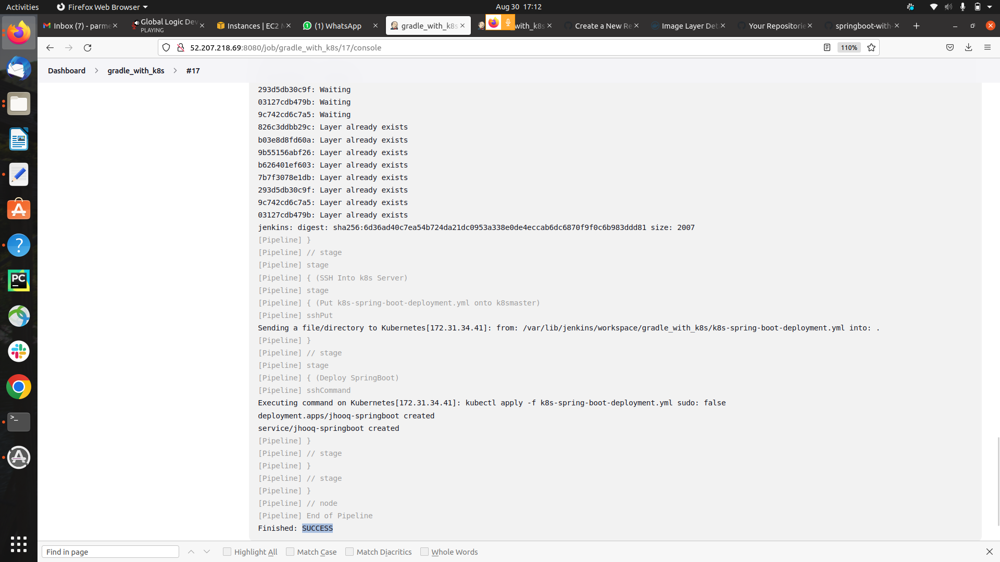 Activities
Firefox Web Browser
Aug 30 17:12
Inbox (7) - parme
Global Logic Dev
PLAYING
Instances | EC2 M
(1) WhatsApp
gradle_with_k8s
with_k8s
Create a New Re
Image Layer Det
Your Repositorie
springboot-with-
52.207.218.69:8080/job/gradle_with_k8s/17/console
110%
Dashboard
gradle_with_k8s
#17
293d5db30c9f: Waiting
03127cdb479b: Waiting
9c742cd6c7a5: Waiting
826c3ddbb29c: Layer already exists
b03e8d8fd60a: Layer already exists
9b55156abf26: Layer already exists
b626401ef603: Layer already exists
7b7f3078e1db: Layer already exists
293d5db30c9f: Layer already exists
9c742cd6c7a5: Layer already exists
03127cdb479b: Layer already exists
jenkins: digest: sha256:6d36ad40c7ea54b724da21dc0953a338e0de4eccab6dc6870f9f0c6b983ddd81 size: 2007
[Pipeline] }
[Pipeline] // stage
[Pipeline] stage
[Pipeline] { (SSH Into k8s Server)
[Pipeline] stage
[Pipeline] { (Put k8s-spring-boot-deployment.yml onto k8smaster)
[Pipeline] sshPut
Sending a file/directory to Kubernetes[172.31.34.41]: from: /var/lib/jenkins/workspace/gradle_with_k8s/k8s-spring-boot-deployment.yml into: .
[Pipeline] }
[Pipeline] // stage
[Pipeline] stage
[Pipeline] { (Deploy SpringBoot)
[Pipeline] sshCommand
Executing command on Kubernetes[172.31.34.41]: kubectl apply -f k8s-spring-boot-deployment.yml sudo: false
deployment.apps/jhooq-springboot created
service/jhooq-springboot created
[Pipeline] }
[Pipeline] // stage
[Pipeline] }
[Pipeline] // stage
[Pipeline] }
[Pipeline] // node
[Pipeline] End of Pipeline
Finished: SUCCESS
PC
Find in page
Highlight All
Match Case
Match Diacritics
Whole Words